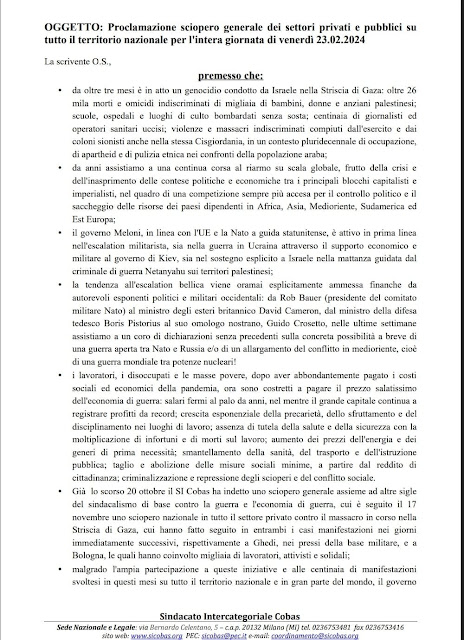 OGGETTO: Proclamazione sciopero generale dei settori privati e pubblici su
tutto il territorio nazionale per l'intera giornata di venerdì 23.02.2024
La scrivente O.S.,
premesso che:
• da oltre tre mesi è in atto un genocidio condotto da Israele nella Striscia di Gaza: oltre 26
mila morti e omicidi indiscriminati di migliaia di bambini, donne e anziani palestinesi;
scuole, ospedali e luoghi di culto bombardati senza sosta; centinaia di giornalisti ed
operatori sanitari uccisi; violenze e massacri indiscriminati compiuti dall'esercito e dai
coloni sionisti anche nella stessa Cisgiordania, in un contesto pluridecennale di occupazione,
di apartheid e di pulizia etnica nei confronti della popolazione araba;
• da anni assistiamo a una continua corsa al riarmo su scala globale, frutto della crisi e
dell'inasprimento delle contese politiche e economiche tra i principali blocchi capitalisti e
imperialisti, nel quadro di una competizione sempre più accesa per il controllo politico e il
saccheggio delle risorse dei paesi dipendenti in Africa, Asia, Medioriente, Sudamerica ed
Est Europa;
• il governo Meloni, in linea con l'UE e la Nato a guida statunitense, è attivo in prima linea
nell'escalation militarista, sia nella guerra in Ucraina attraverso il supporto economico e
militare al governo di Kiev, sia nel sostegno esplicito a Israele nella mattanza guidata dal
criminale di guerra Netanyahu sui territori palestinesi;
• la tendenza all'escalation bellica viene oramai esplicitamente ammessa finanche da
autorevoli esponenti politici e militari occidentali: da Rob Bauer (presidente del comitato
militare Nato) al ministro degli esteri britannico David Cameron, dal ministro della difesa
tedesco Boris Pistorius al suo omologo nostrano, Guido Crosetto, nelle ultime settimane
assistiamo a un coro di dichiarazioni senza precedenti sulla concreta possibilità a breve di
una guerra aperta tra Nato e Russia e/o di un allargamento del conflitto in medioriente, cioè
di una guerra mondiale tra potenze nucleari!
• i lavoratori, i disoccupati e le masse povere, dopo aver abbondantemente pagato i costi
sociali ed economici della pandemia, ora sono costretti a pagare il prezzo salatissimo
dell'economia di guerra: salari fermi al palo da anni, nel mentre il grande capitale continua a
registrare profitti da record; crescita esponenziale della precarietà, dello sfruttamento e del
disciplinamento nei luoghi di lavoro; assenza di tutela della salute e della sicurezza con la
moltiplicazione di infortuni e di morti sul lavoro; aumento dei prezzi dell'energia e dei
generi di prima necessità; smantellamento della sanità, del trasporto e dell'istruzione
pubblica; taglio e abolizione delle misure sociali minime, a partire dal reddito di
cittadinanza; criminalizzazione e repressione degli scioperi e del conflitto sociale.
• Già lo scorso 20 ottobre il SI Cobas ha indetto uno sciopero generale assieme ad altre sigle
del sindacalismo di base contro la guerra e l'economia di guerra, cui è seguito il 17
novembre uno sciopero nazionale in tutto il settore privato contro il massacro in corso nella
Striscia di Gaza, cui hanno fatto seguito in entrambi i casi manifestazioni nei giorni
immediatamente successivi, rispettivamente a Ghedi, nei pressi della base militare, e a
Bologna, le quali hanno coinvolto migliaia di lavoratori, attivisti e solidali;
• malgrado l'ampia partecipazione a queste iniziative e alle centinaia di manifestazioni
svoltesi in questi mesi su tutto il territorio nazionale e in gran parte del mondo, il governo
Sindacato Intercategoriale Cobas
Sede Nazionale e Legale: via Bernardo Celentano, 5 – c.a.p. 20132 Milano (MI) tel. 0236753481 fax 0236753416
sito web: www.sicobas.org PEC: sicobas@pec.it e-mail: coordinamento@sicobas.org